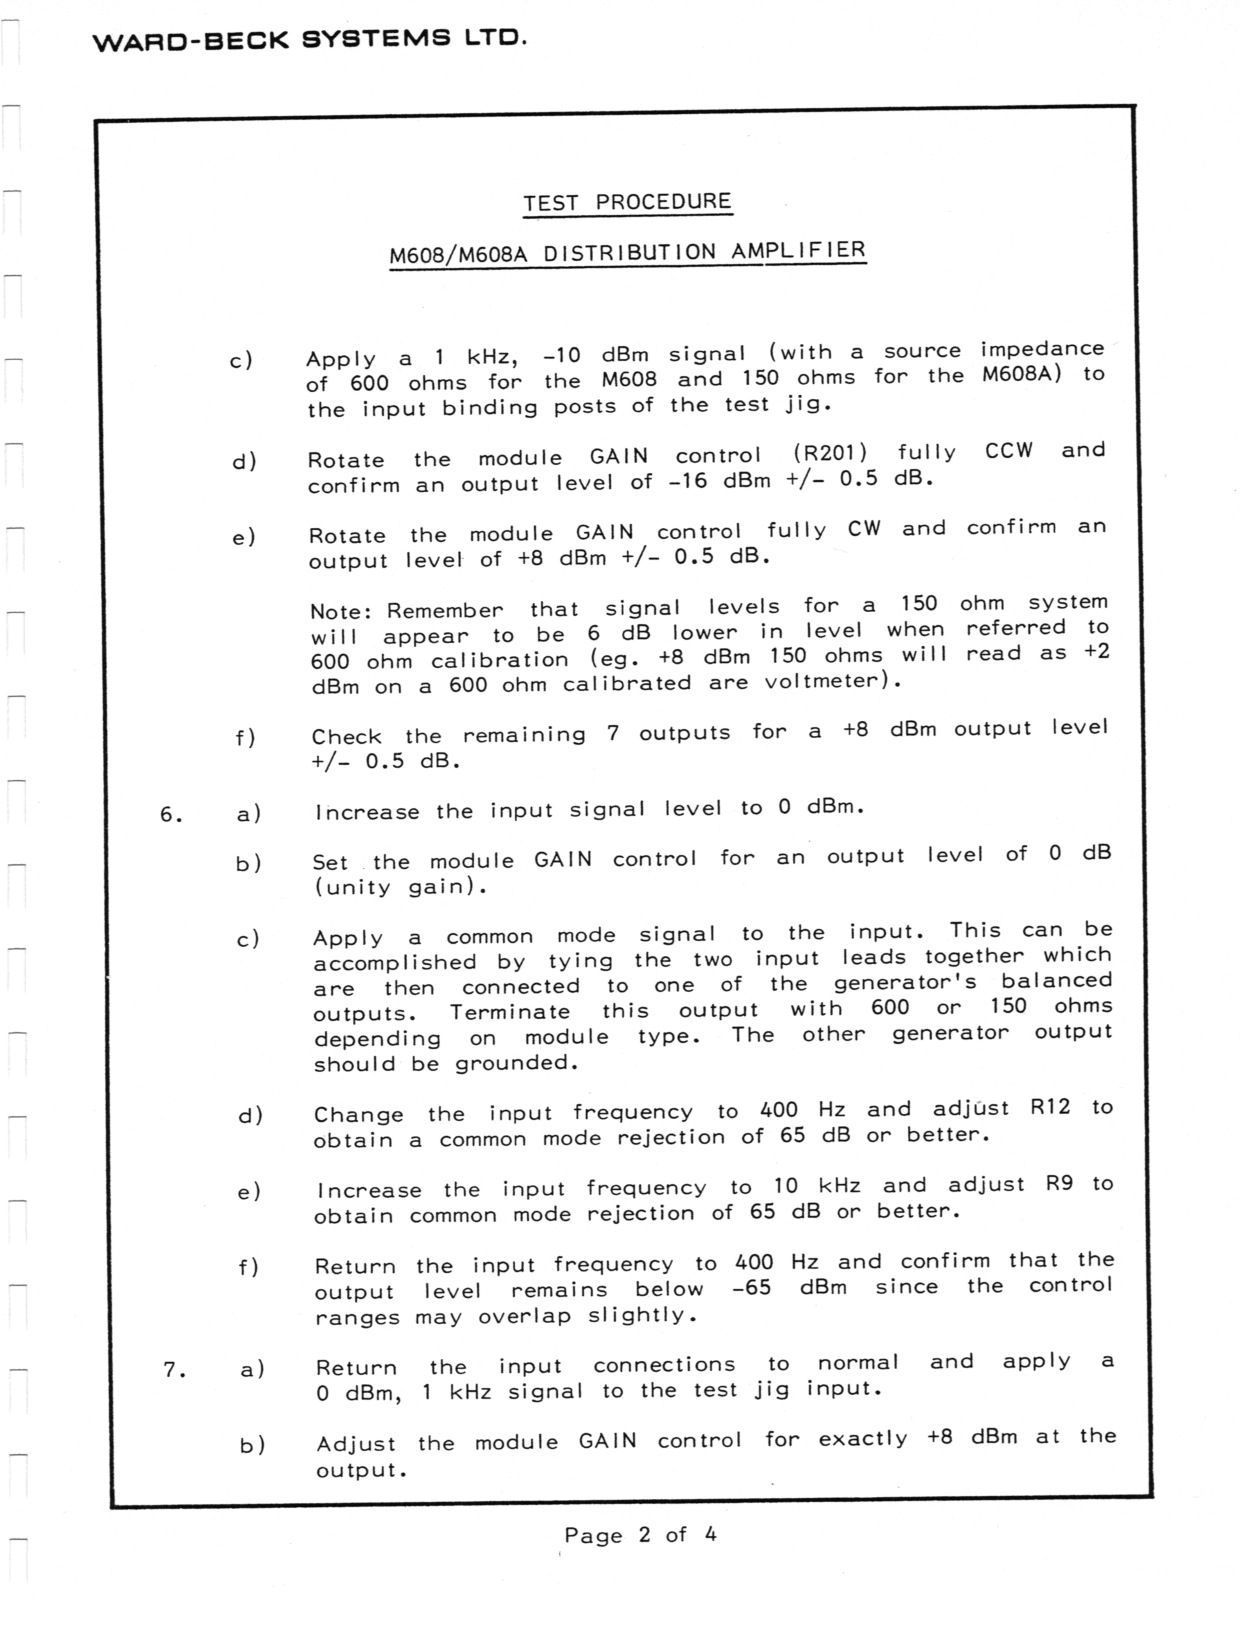 WARD-BECK SYSTEMS LTD.
TEST PROCEDURE
M608/M608A DISTRIBUTION AMPLIFIER
c) Apply a 1 kHz, -10 dBm signal (with a source impedance
of 600 ohms for the M608 and 150 ohms for the M608A) to
the input binding posts of the test jig.
d) Rotate the module GAIN control (R201) fully CCW and
confirm an output level of -16 dBm +/- 0.5 dB.
e) Rotate the module GAIN control fully CW and confirm an
output level of +8 dBm +/- 0.5 dB.
Note: Remember that signal levels for a 150 ohm system
will appear to be 6 dB lower in level when referred to
600 ohm calibration (eg. +8 dBm 150 ohms will read as +2
dBm on a 600 ohm calibrated are voltmeter).
f) Check the remaining 7 outputs for a +8 dBm output level
+/- 0.5 dB.
6. a) Increase the input signal level to 0 dBm.
b) Set the module GAIN control for an output level of 0 dB
(unity gain).
c) Apply a common mode signal to the input. This can be
accomplished by tying the two input leads together which
are then connected to one of the generator's balanced
outputs. Terminate this output with 600 or 150 ohms
depending on module type. The other generator output
should be grounded.
d) Change the input frequency to 400 Hz and adjust R12 to
obtain a common mode rejection of 65 dB or better.
e) Increase the input frequency to 10 kHz and adjust R9 to
obtain common mode rejection of 65 dB or better.
f) Return the input frequency to 400 Hz and confirm that the
output level remains below -65 dBm since the control
ranges may overlap slightly.
7. a) Return the input connections to normal and apply a
0 dBm, 1 kHz signal to the test jig input.
b) Adjust the module GAIN control for exactly +8 dBm at the
output.
Page 2 of 4